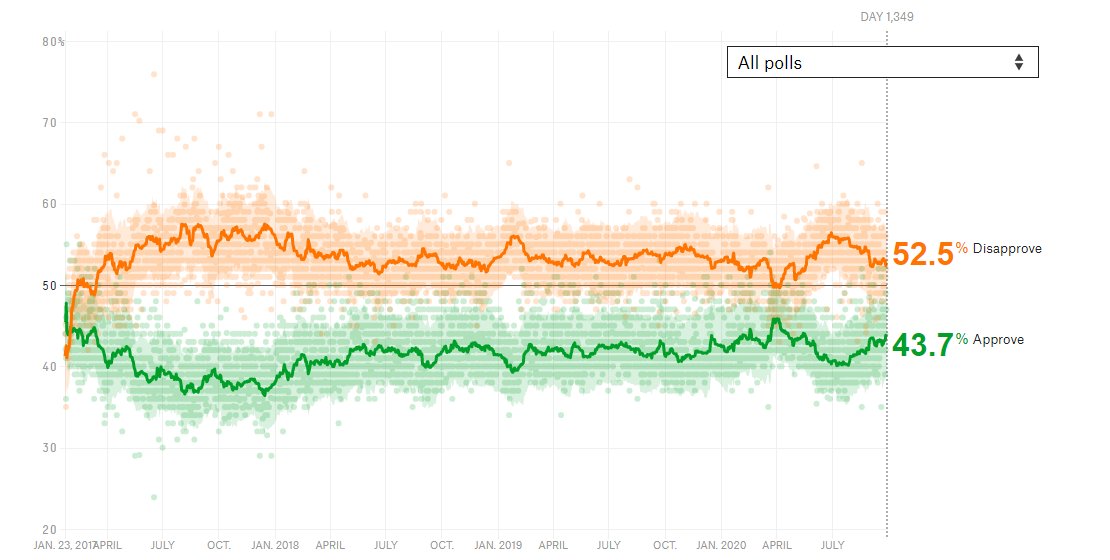 DAY 1,349
80%
All polls
70
60
52.5% Disapprove
50
43.7% Approve
40
30
20
JAN. 23, 2017 APRIL JULY OCT. JAN. 2018 APRIL JULY OCT. JAN. 2019 APRIL JULY OCT. JAN. 2020 APRIL JULY